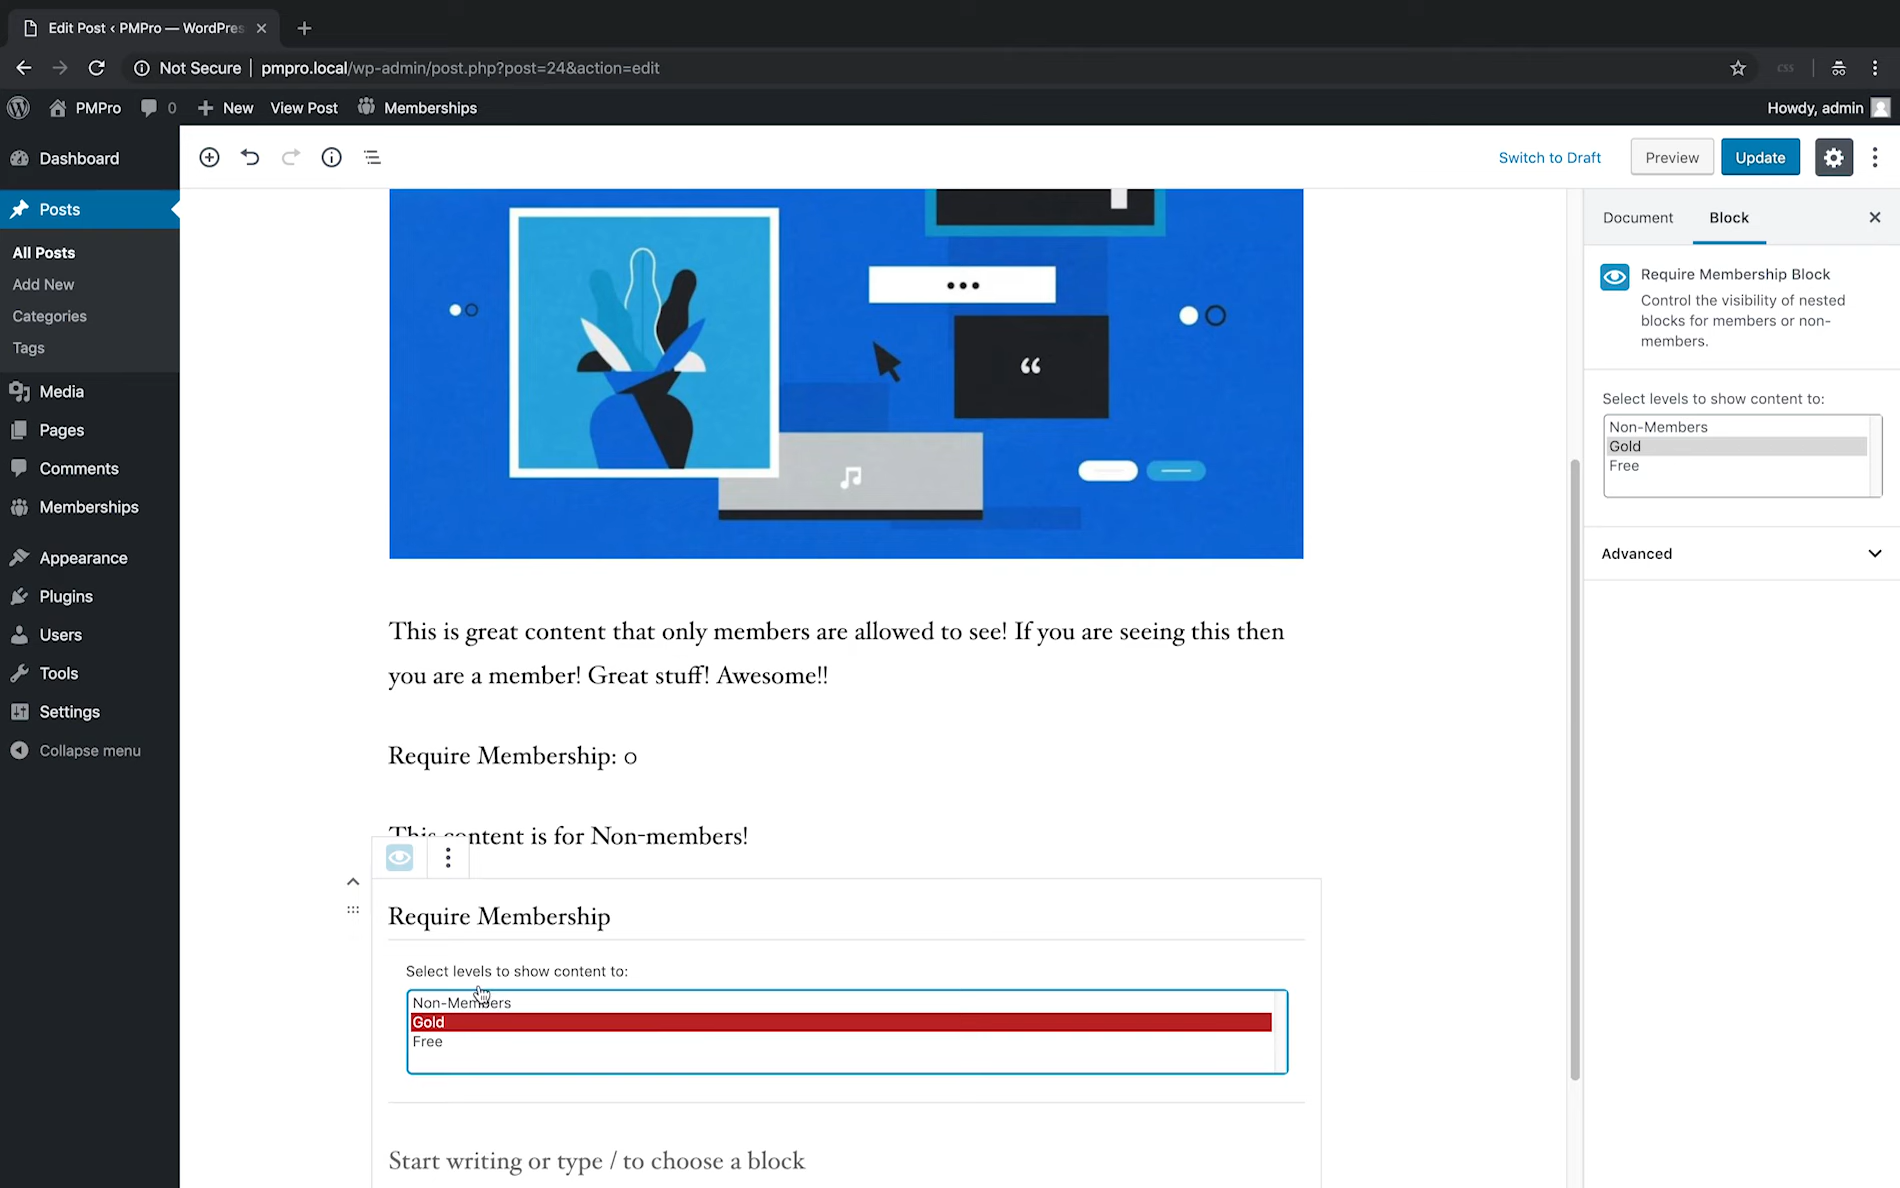 Edit Post ‹ PMPro — WordPres
Not Secure | pmpro.local/wp-admin/post.php?post=24&action=edit
css
PMPro
0
New
View Post
Memberships
Howdy, admin
Dashboard
Posts
All Posts
Add New
Categories
Tags
Media
Pages
Comments
Memberships
Appearance
Plugins
Users
Tools
Settings
Collapse menu
Switch to Draft
Preview
Update
“
This is great content that only members are allowed to see! If you are seeing this then
you are a member! Great stuff! Awesome!!
Require Membership: 0
This content is for Non-members!
Require Membership
Select levels to show content to:
Non-Members
Gold
Free
Start writing or type / to choose a block
Document
Block
Require Membership Block
Control the visibility of nested
blocks for members or non-
members.
Select levels to show content to:
Non-Members
Gold
Free
Advanced